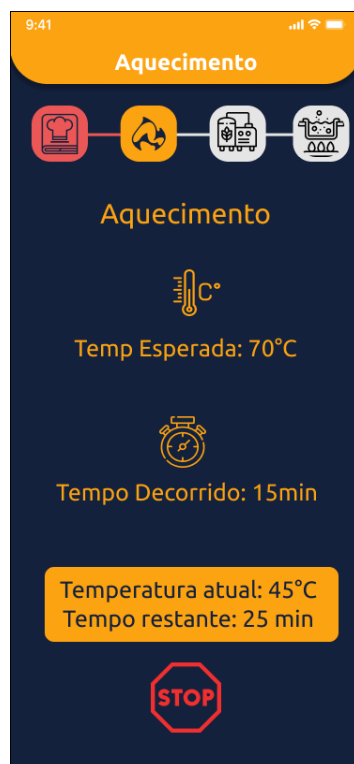 9:41
Aquecimento
Aquecimento
C°
Temp Esperada: 70°C
Tempo Decorrido: 15min
Temperatura atual: 45°C
Tempo restante: 25 min
STOP